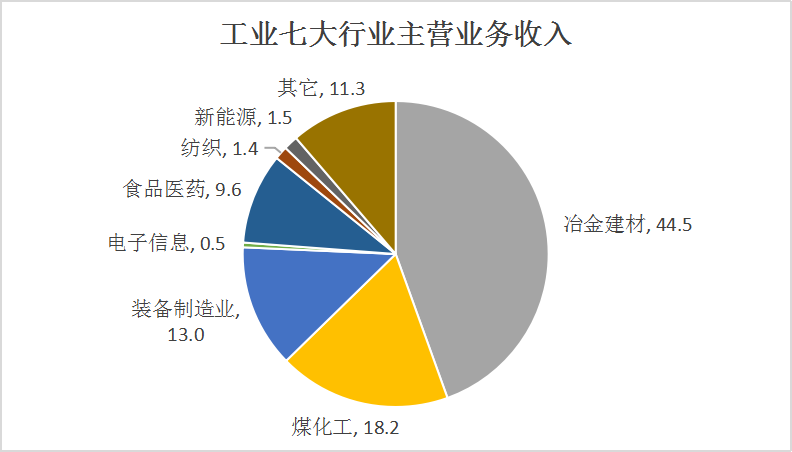 工业七大行业主营业务收入
其它, 11.3
新能源, 1.5
纺织, 1.4
食品医药, 9.6
电子信息, 0.5
装备制造业,
13.0
煤化工, 18.2
冶金建材, 44.5